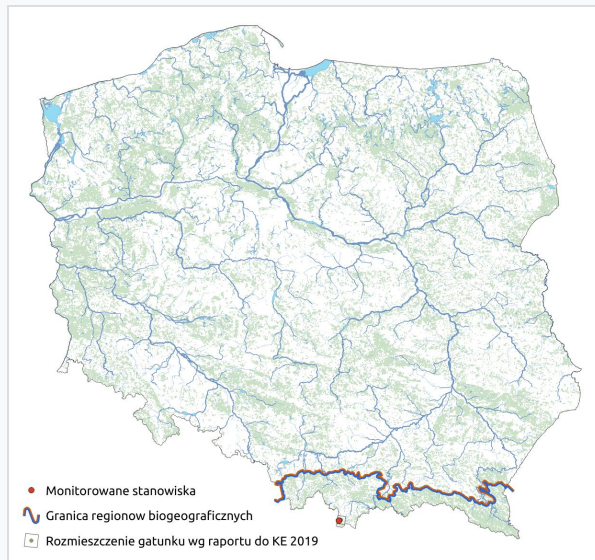 Monitorowane stanowiska
Granica regionow biogeograficznych
Rozmieszczenie gatunku wg raportu do KE 2019